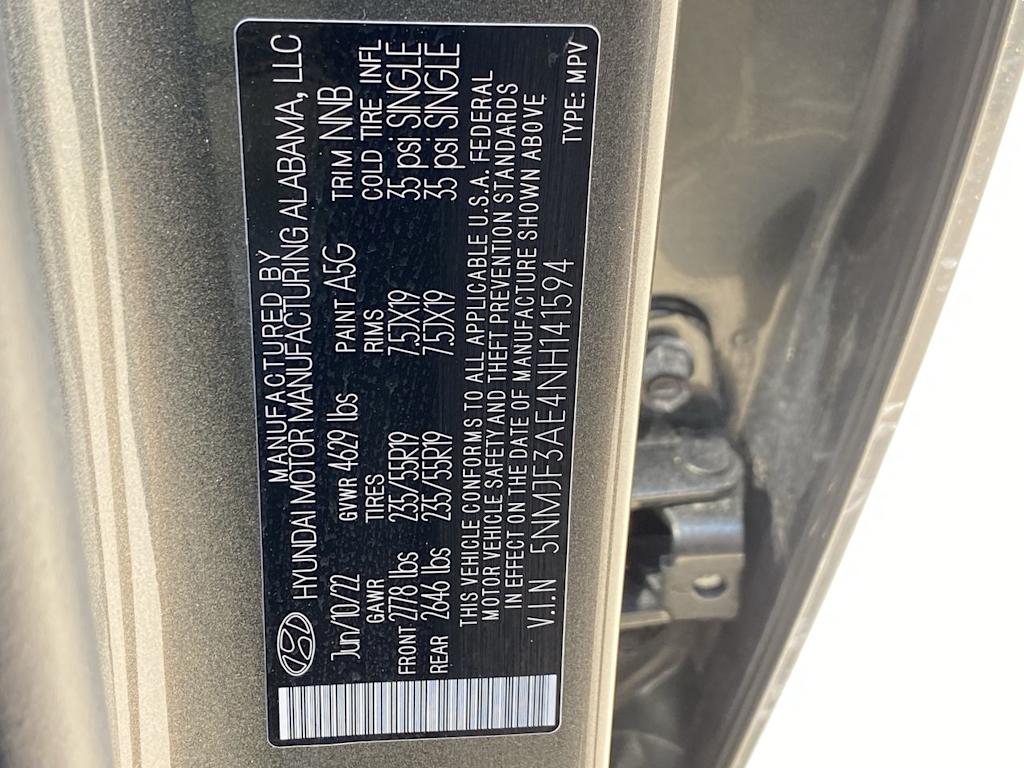 MANUFACTURED BY
HYUNDAI MOTOR MANUFACTURING ALABAMA, LLC
Jun/10/22 GVWR 4629 lbs PAINT A5G TRIM NNB
GAWR TIRES RIMS COLD TIRE INFL
FRONT 2778 lbs 235/55R19 7.5JX19 35 psi SINGLE
REAR 2646 lbs 235/55R19 7.5JX19 35 psi SINGLE
THIS VEHICLE CONFORMS TO ALL APPLICABLE U.S.A. FEDERAL
MOTOR VEHICLE SAFETY AND THEFT PREVENTION STANDARDS
IN EFFECT ON THE DATE OF MANUFACTURE SHOWN ABOVE
V.I.N 5NMJF3AE4NH141594
TYPE: MPV